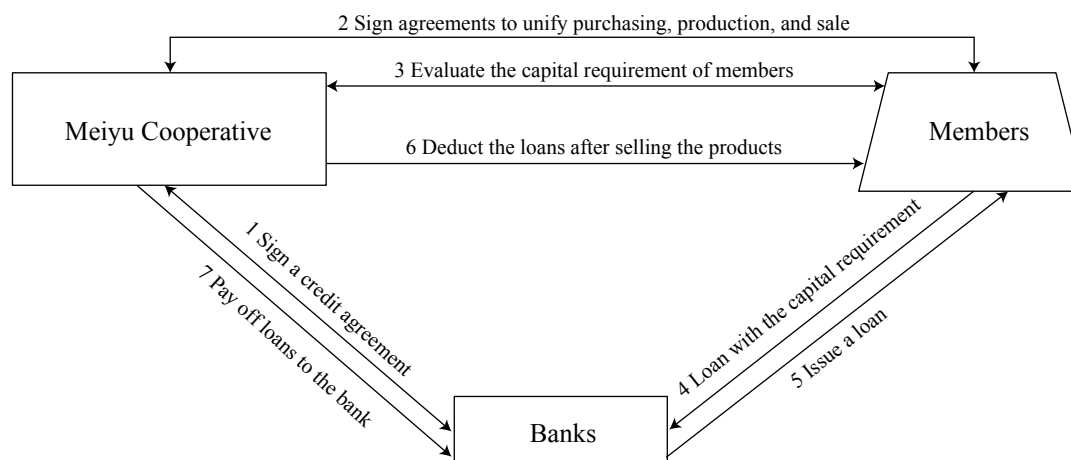 2 Sign agreements to unify purchasing, production, and sale
3 Evaluate the capital requirement of members
Meiyu Cooperative
Members
6 Deduct the loans after selling the products
1 Sign a credit agreement
7 Pay off loans to the bank
4 Loan with the capital requirement
5 Issue a loan
Banks